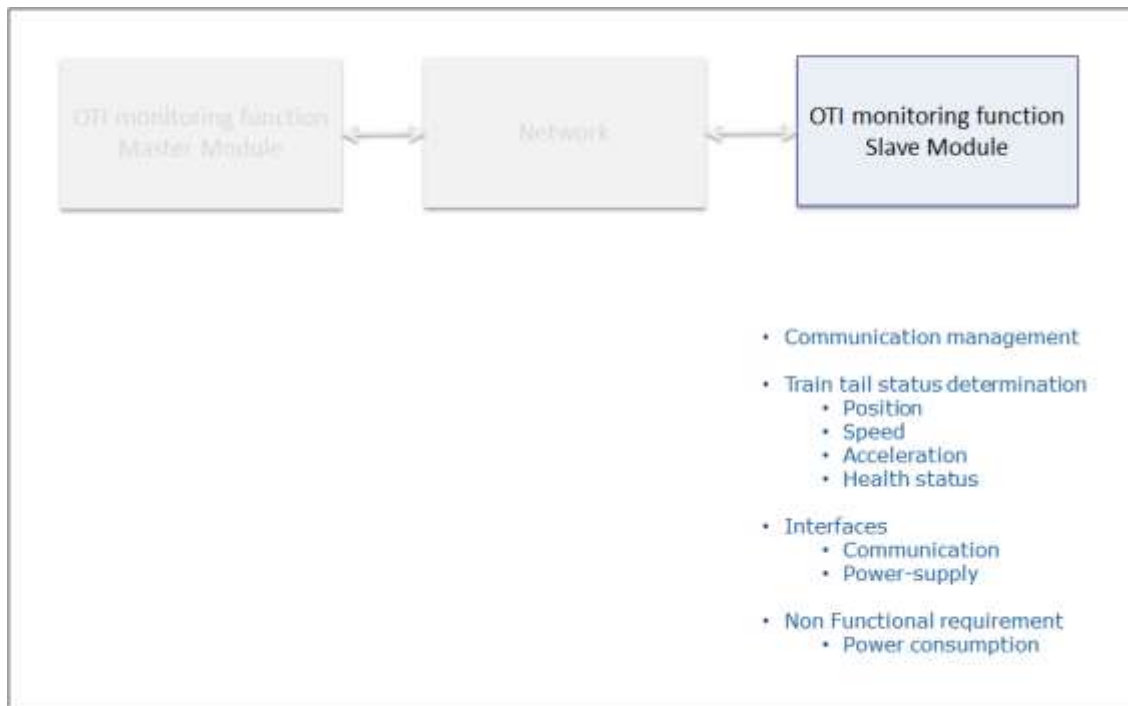 OTI monitoring function
Master Module
Network
OTI monitoring function
Slave Module
• Communication management
• Train tail status determination
• Position
• Speed
• Acceleration
• Health status
• Interfaces
• Communication
• Power-supply
• Non Functional requirement
• Power consumption